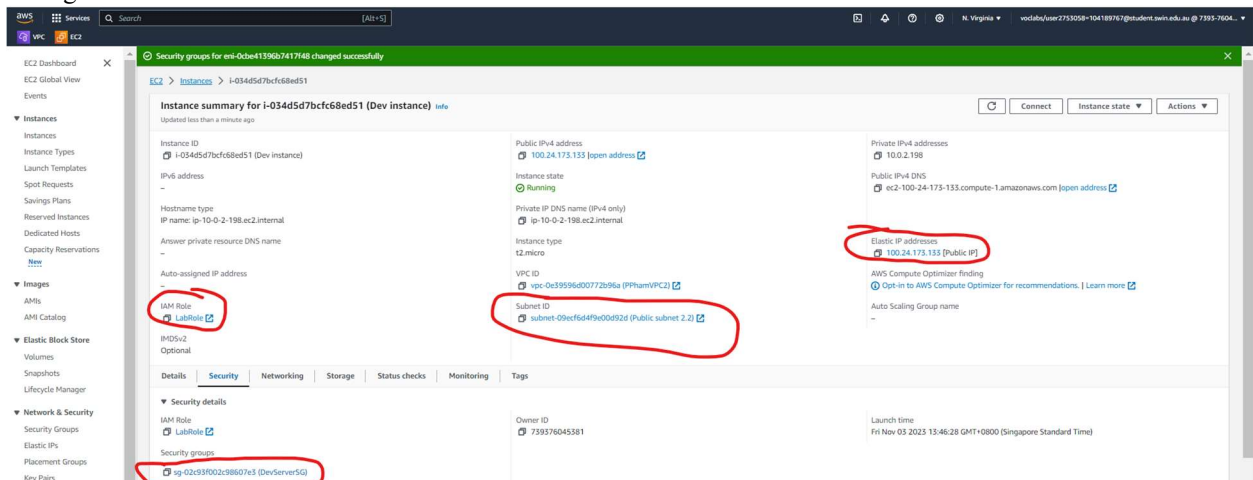 aws
Services
Search
[Alt+S]
N. Virginia
voclabs/user2753058=104189767@student.swin.edu.au @ 7393-7604...
VPC
EC2
EC2 Dashboard
EC2 Global View
Events
Instances
Instances
Instance Types
Launch Templates
Spot Requests
Savings Plans
Reserved Instances
Dedicated Hosts
Capacity Reservations
New
Images
AMIs
AMI Catalog
Elastic Block Store
Volumes
Snapshots
Lifecycle Manager
Network & Security
Security Groups
Elastic IPs
Placement Groups
Key Pairs
Security groups for eni-0cbe41396b7417f48 changed successfully
EC2 > Instances > i-034d5d7bcfc68ed51
Instance summary for i-034d5d7bcfc68ed51 (Dev instance) Info
Updated less than a minute ago
Connect
Instance state
Actions
Instance ID
i-034d5d7bcfc68ed51 (Dev instance)
Public IPv4 address
100.24.173.133 |open address
Private IPv4 addresses
10.0.2.198
IPv6 address
–
Instance state
Running
Public IPv4 DNS
ec2-100-24-173-133.compute-1.amazonaws.com |open address
Hostname type
IP name: ip-10-0-2-198.ec2.internal
Private IP DNS name (IPv4 only)
ip-10-0-2-198.ec2.internal
Answer private resource DNS name
–
Instance type
t2.micro
Elastic IP addresses
100.24.173.133 [Public IP]
Auto-assigned IP address
–
VPC ID
vpc-0e39596d00772b96a (PPhamVPC2)
AWS Compute Optimizer finding
Opt-in to AWS Compute Optimizer for recommendations. | Learn more
IAM Role
LabRole
Subnet ID
subnet-09ecf6d4f9e00d92d (Public subnet 2.2)
Auto Scaling Group name
–
IMDSv2
Optional
Details
Security
Networking
Storage
Status checks
Monitoring
Tags
Security details
IAM Role
LabRole
Owner ID
739376045381
Launch time
Fri Nov 03 2023 13:46:28 GMT+0800 (Singapore Standard Time)
Security groups
sg-02c93f002c98607e3 (DevServerSG)